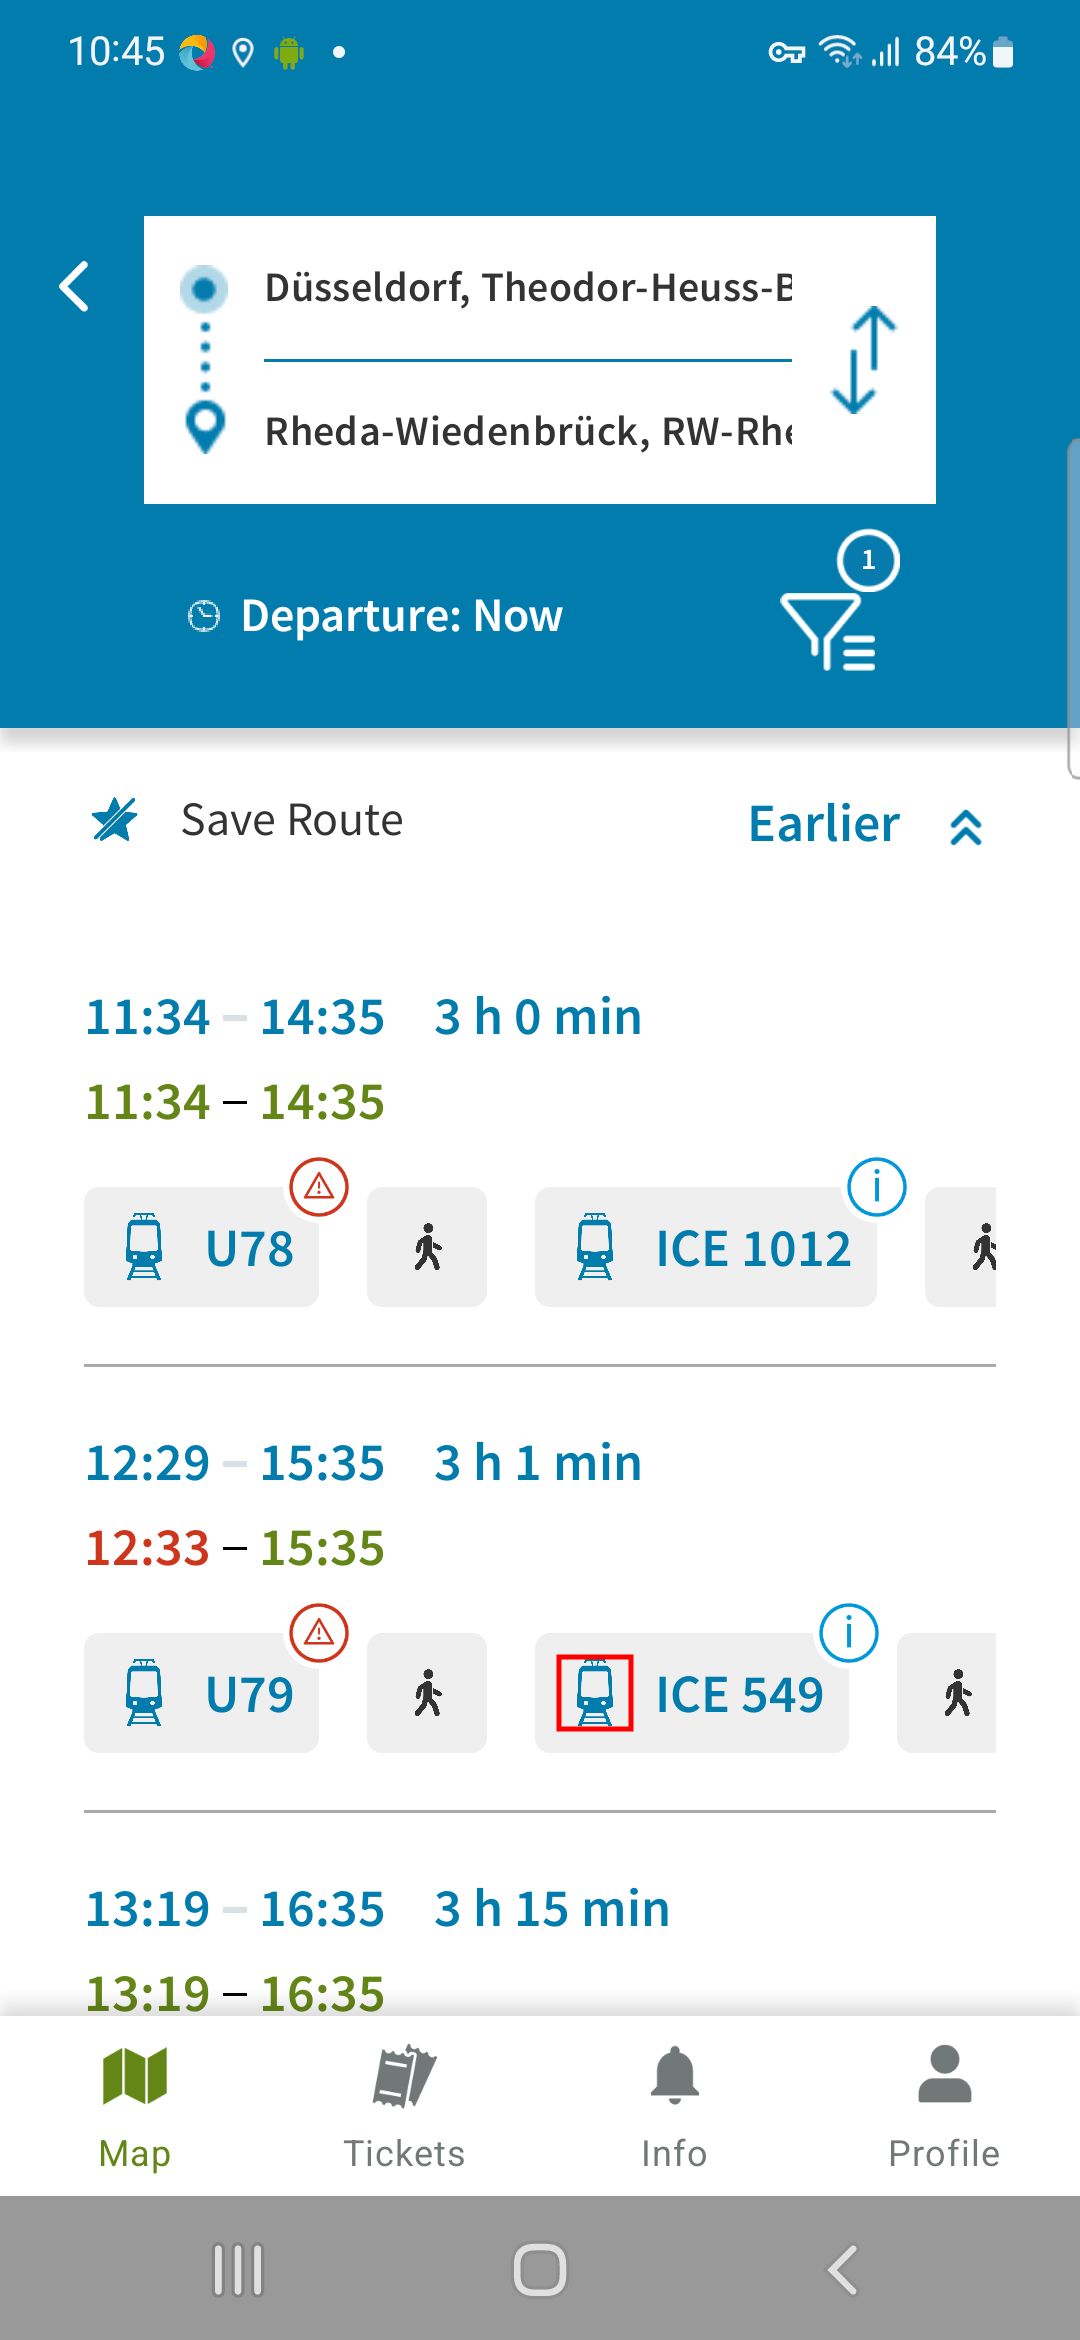 10:45
84%
Düsseldorf, Theodor-Heuss-B
Rheda-Wiedenbrück, RW-Rhe
1
Departure: Now
Save Route
Earlier
11:34 – 14:35 3 h 0 min
11:34 – 14:35
U78
ICE 1012
12:29 – 15:35 3 h 1 min
12:33 – 15:35
U79
ICE 549
13:19 – 16:35 3 h 15 min
13:19 – 16:35
Map
Tickets
Info
Profile